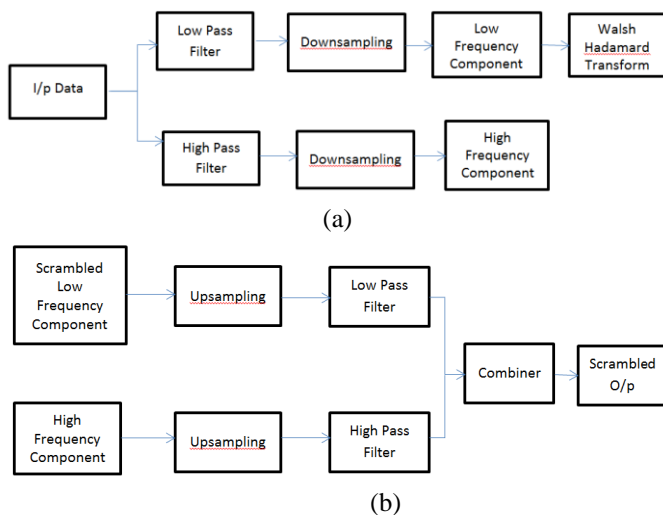 I/p Data
Low Pass
Filter
Downsampling
Low
Frequency
Component
Walsh
Hadamard
Transform
High Pass
Filter
Downsampling
High
Frequency
Component
(a)
Scrambled
Low
Frequency
Component
Upsampling
Low Pass
Filter
High
Frequency
Component
Upsampling
High Pass
Filter
Combiner
Scrambled
O/p
(b)